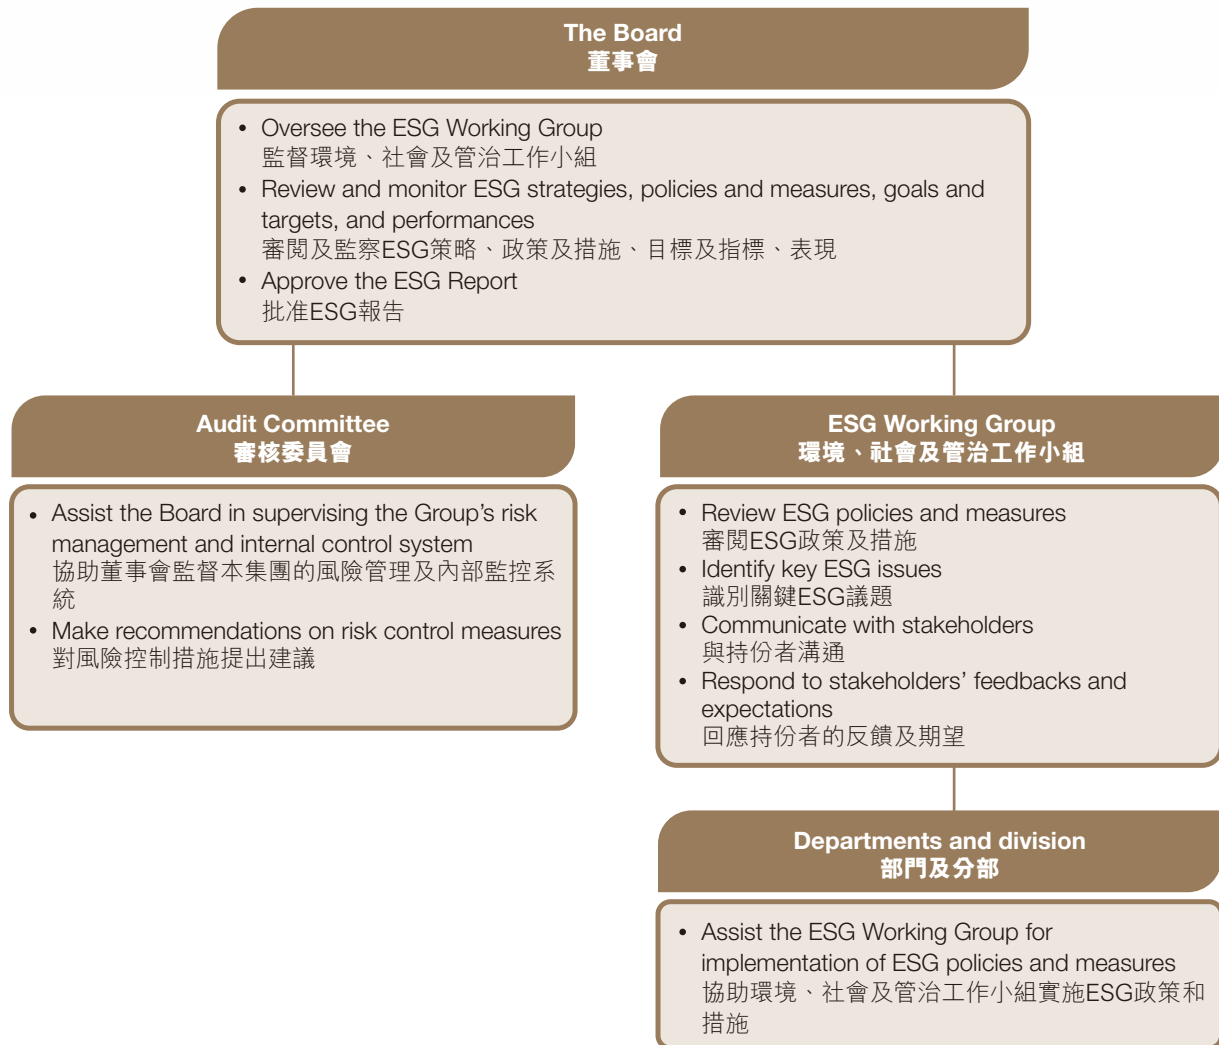 The Board
董事會
• Oversee the ESG Working Group
監督環境、社會及管治工作小組
• Review and monitor ESG strategies, policies and measures, goals and
targets, and performances
審閱及監察ESG策略、政策及措施、目標及指標、表現
• Approve the ESG Report
批准ESG報告
Audit Committee
審核委員會
• Assist the Board in supervising the Group’s risk
management and internal control system
協助董事會監督本集團的風險管理及內部監控系
統
• Make recommendations on risk control measures
對風險控制措施提出建議
ESG Working Group
環境、社會及管治工作小組
• Review ESG policies and measures
審閱ESG政策及措施
• Identify key ESG issues
識別關鍵ESG議題
• Communicate with stakeholders
與持份者溝通
• Respond to stakeholders’ feedbacks and
expectations
回應持份者的反饋及期望
Departments and division
部門及分部
• Assist the ESG Working Group for
implementation of ESG policies and measures
協助環境、社會及管治工作小組實施ESG政策和
措施